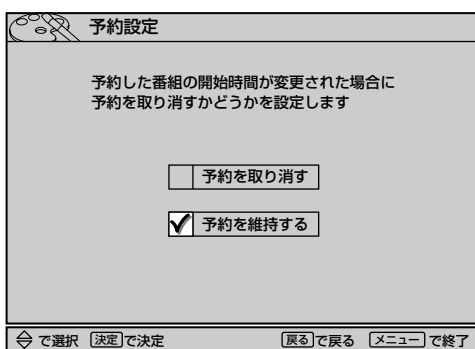 予約設定
予約した番組の開始時間が変更された場合に
予約を取り消すかどうかを設定します
予約を取り消す
予約を維持する
で選択 決定で決定 戻るで戻る メニューで終了